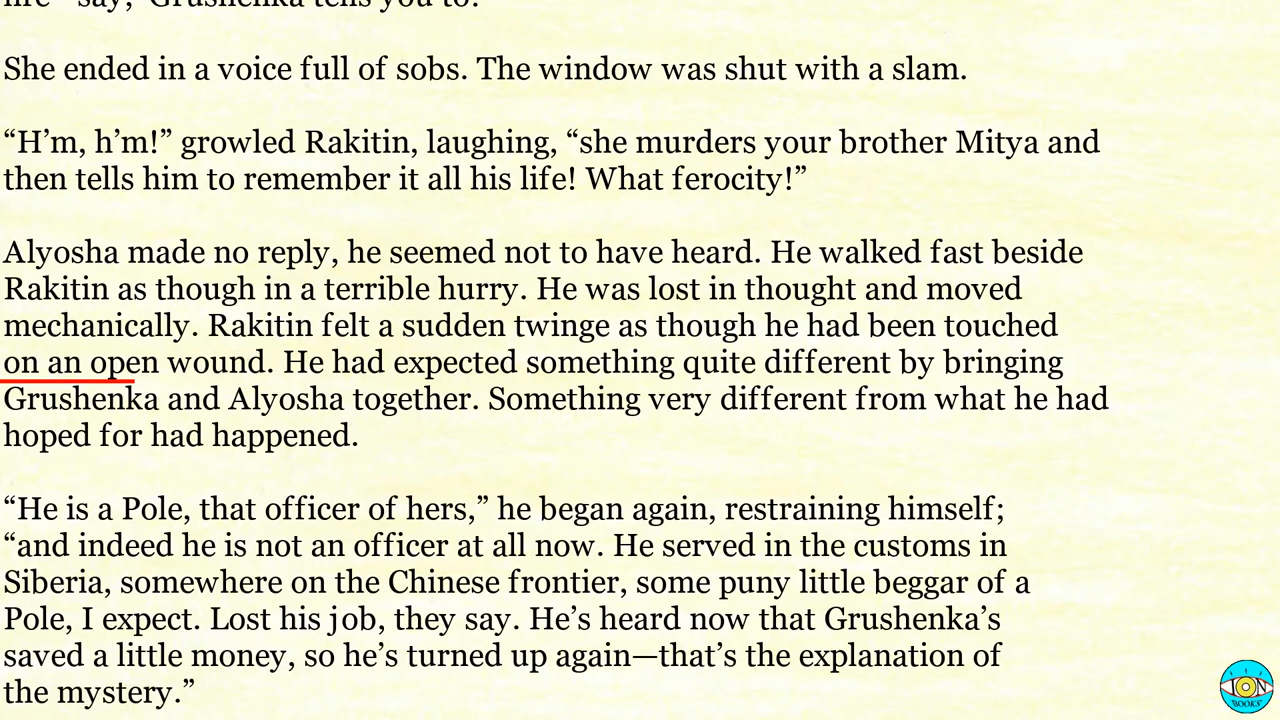 life—say, ‘Grushenka tells you to.’
She ended in a voice full of sobs. The window was shut with a slam.
“H’m, h’m!” growled Rakitin, laughing, “she murders your brother Mitya and
then tells him to remember it all his life! What ferocity!”
Alyosha made no reply, he seemed not to have heard. He walked fast beside
Rakitin as though in a terrible hurry. He was lost in thought and moved
mechanically. Rakitin felt a sudden twinge as though he had been touched
on an open wound. He had expected something quite different by bringing
Grushenka and Alyosha together. Something very different from what he had
hoped for had happened.
“He is a Pole, that officer of hers,” he began again, restraining himself;
“and indeed he is not an officer at all now. He served in the customs in
Siberia, somewhere on the Chinese frontier, some puny little beggar of a
Pole, I expect. Lost his job, they say. He’s heard now that Grushenka’s
saved a little money, so he’s turned up again—that’s the explanation of
the mystery.”
ION
BOOKS